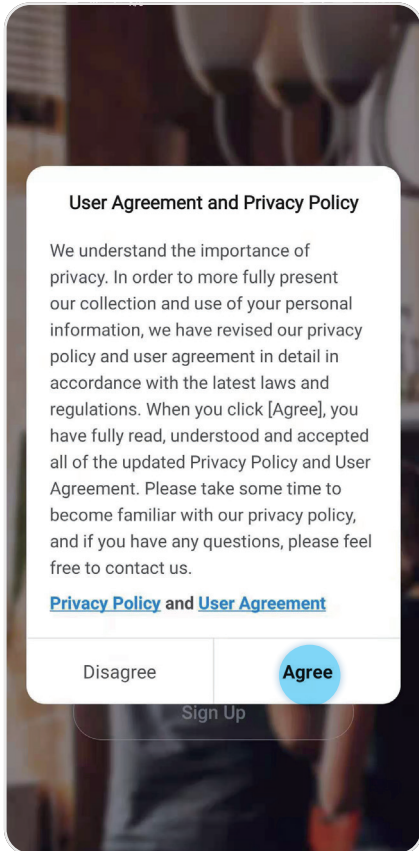 User Agreement and Privacy Policy
We understand the importance of
privacy. In order to more fully present
our collection and use of your personal
information, we have revised our privacy
policy and user agreement in detail in
accordance with the latest laws and
regulations. When you click [Agree], you
have fully read, understood and accepted
all of the updated Privacy Policy and User
Agreement. Please take some time to
become familiar with our privacy policy,
and if you have any questions, please feel
free to contact us.
Privacy Policy and User Agreement
Disagree
Agree
Sign Up